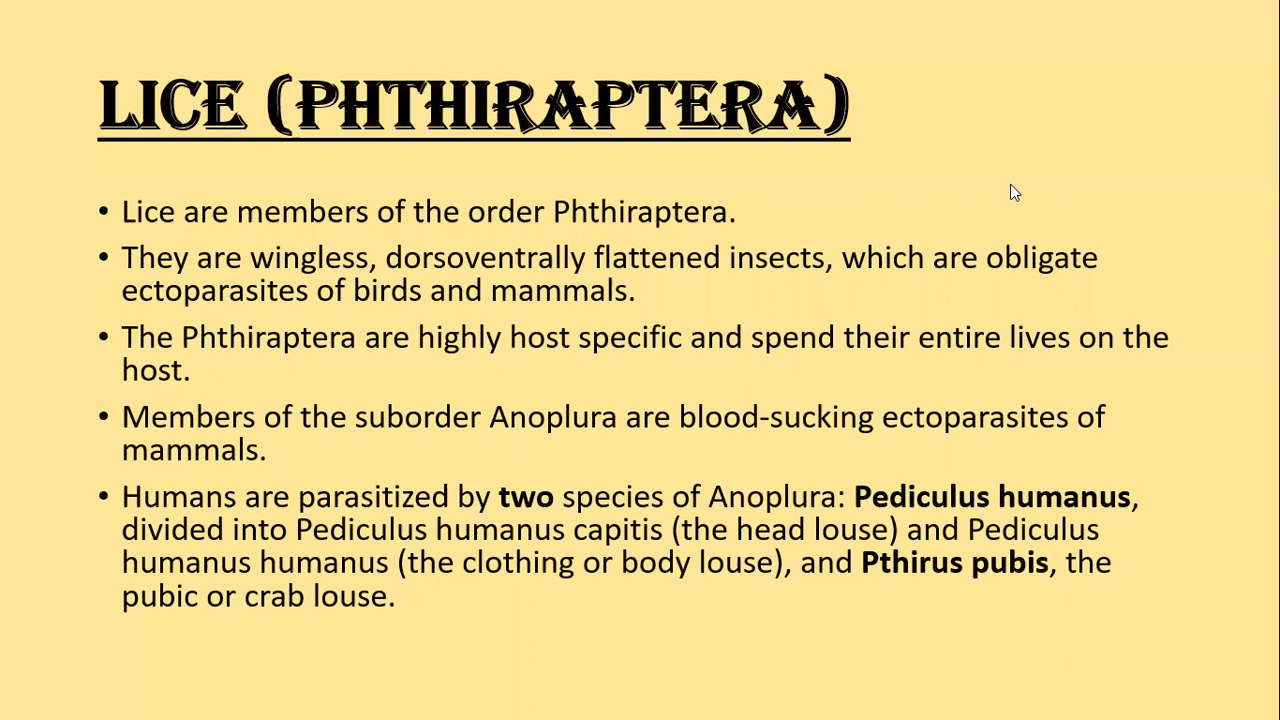 LICE (PHTHIRAPTERA)
• Lice are members of the order Phthiraptera.
• They are wingless, dorsoventrally flattened insects, which are obligate
ectoparasites of birds and mammals.
• The Phthiraptera are highly host specific and spend their entire lives on the
host.
• Members of the suborder Anoplura are blood-sucking ectoparasites of
mammals.
• Humans are parasitized by two species of Anoplura: Pediculus humanus,
divided into Pediculus humanus capitis (the head louse) and Pediculus
humanus humanus (the clothing or body louse), and Pthirus pubis, the
pubic or crab louse.